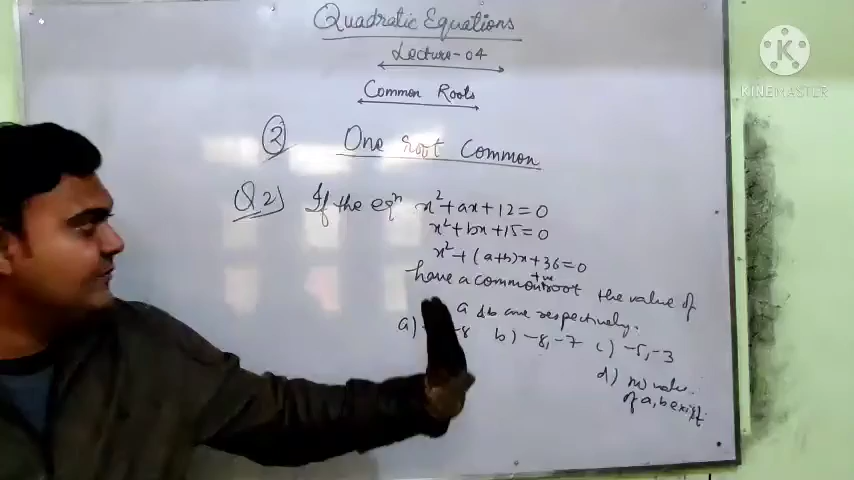 Quadratic Equations
Lecture-04
Common Roots
② One root Common
Q.2) If the eqⁿ x² + ax + 12 = 0
x² + bx + 15 = 0
x² + (a+b)x + 36 = 0
+ve
have a common root the value of
a & b are respectively.
a) -8 b) -8, -7 c) -5, -3
d) no value
of a, b exist.
K
KINEMASTER